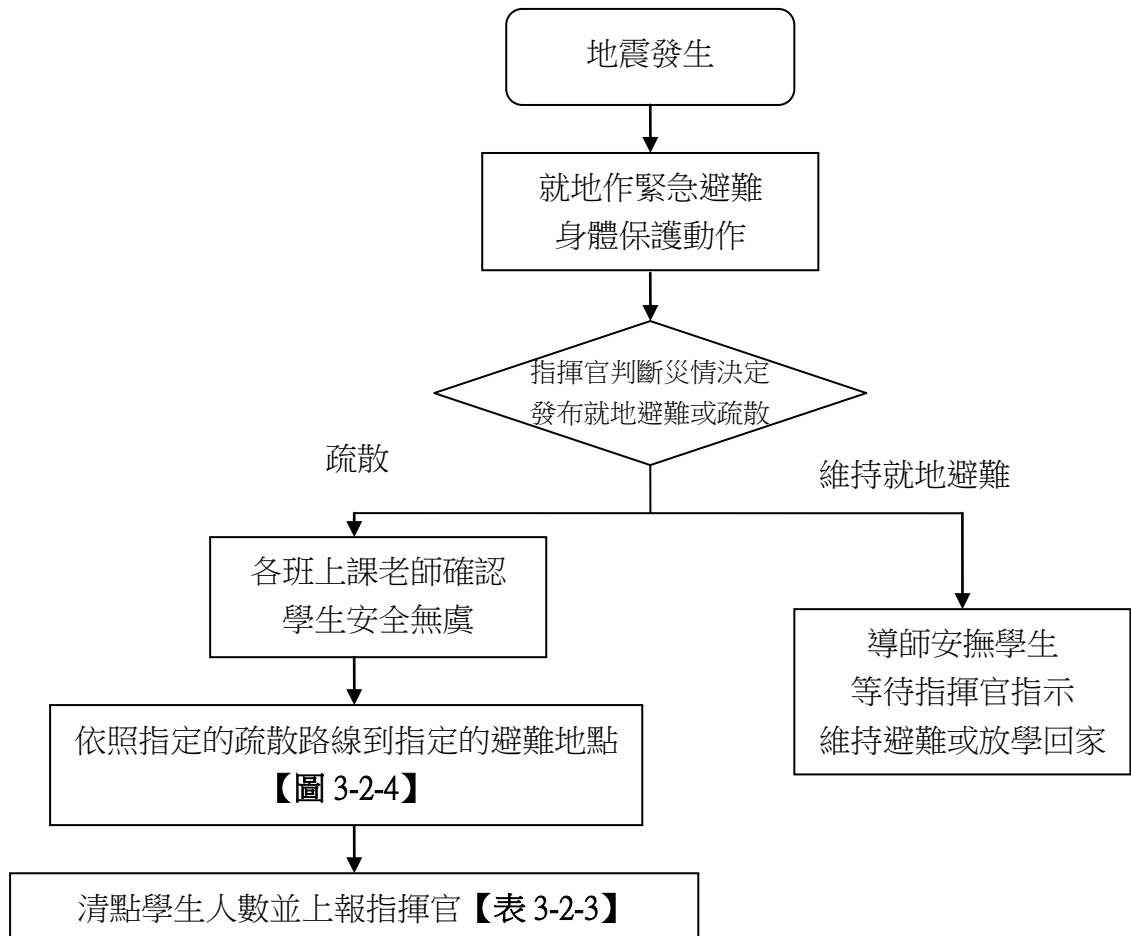 地震發生
就地作緊急避難
身體保護動作
指揮官判斷災情決定
發布就地避難或疏散
疏散
維持就地避難
各班上課老師確認
學生安全無虞
導師安撫學生
等待指揮官指示
維持避難或放學回家
依照指定的疏散路線到指定的避難地點
【圖 3-2-4】
清點學生人數並上報指揮官【表 3-2-3】